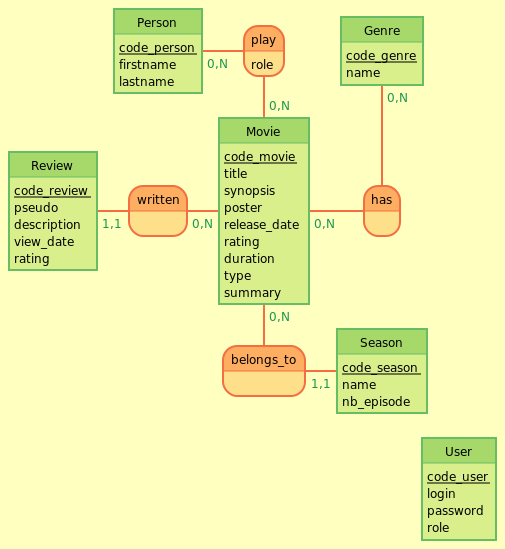 Person
code_person
firstname
lastname
0,N
play
role
0,N
Genre
code_genre
name
0,N
Movie
code_movie
title
synopsis
poster
release_date
rating
duration
type
summary
Review
code_review
pseudo
description
view_date
rating
1,1
written
0,N
0,N
has
0,N
belongs_to
1,1
Season
code_season
name
nb_episode
User
code_user
login
password
role